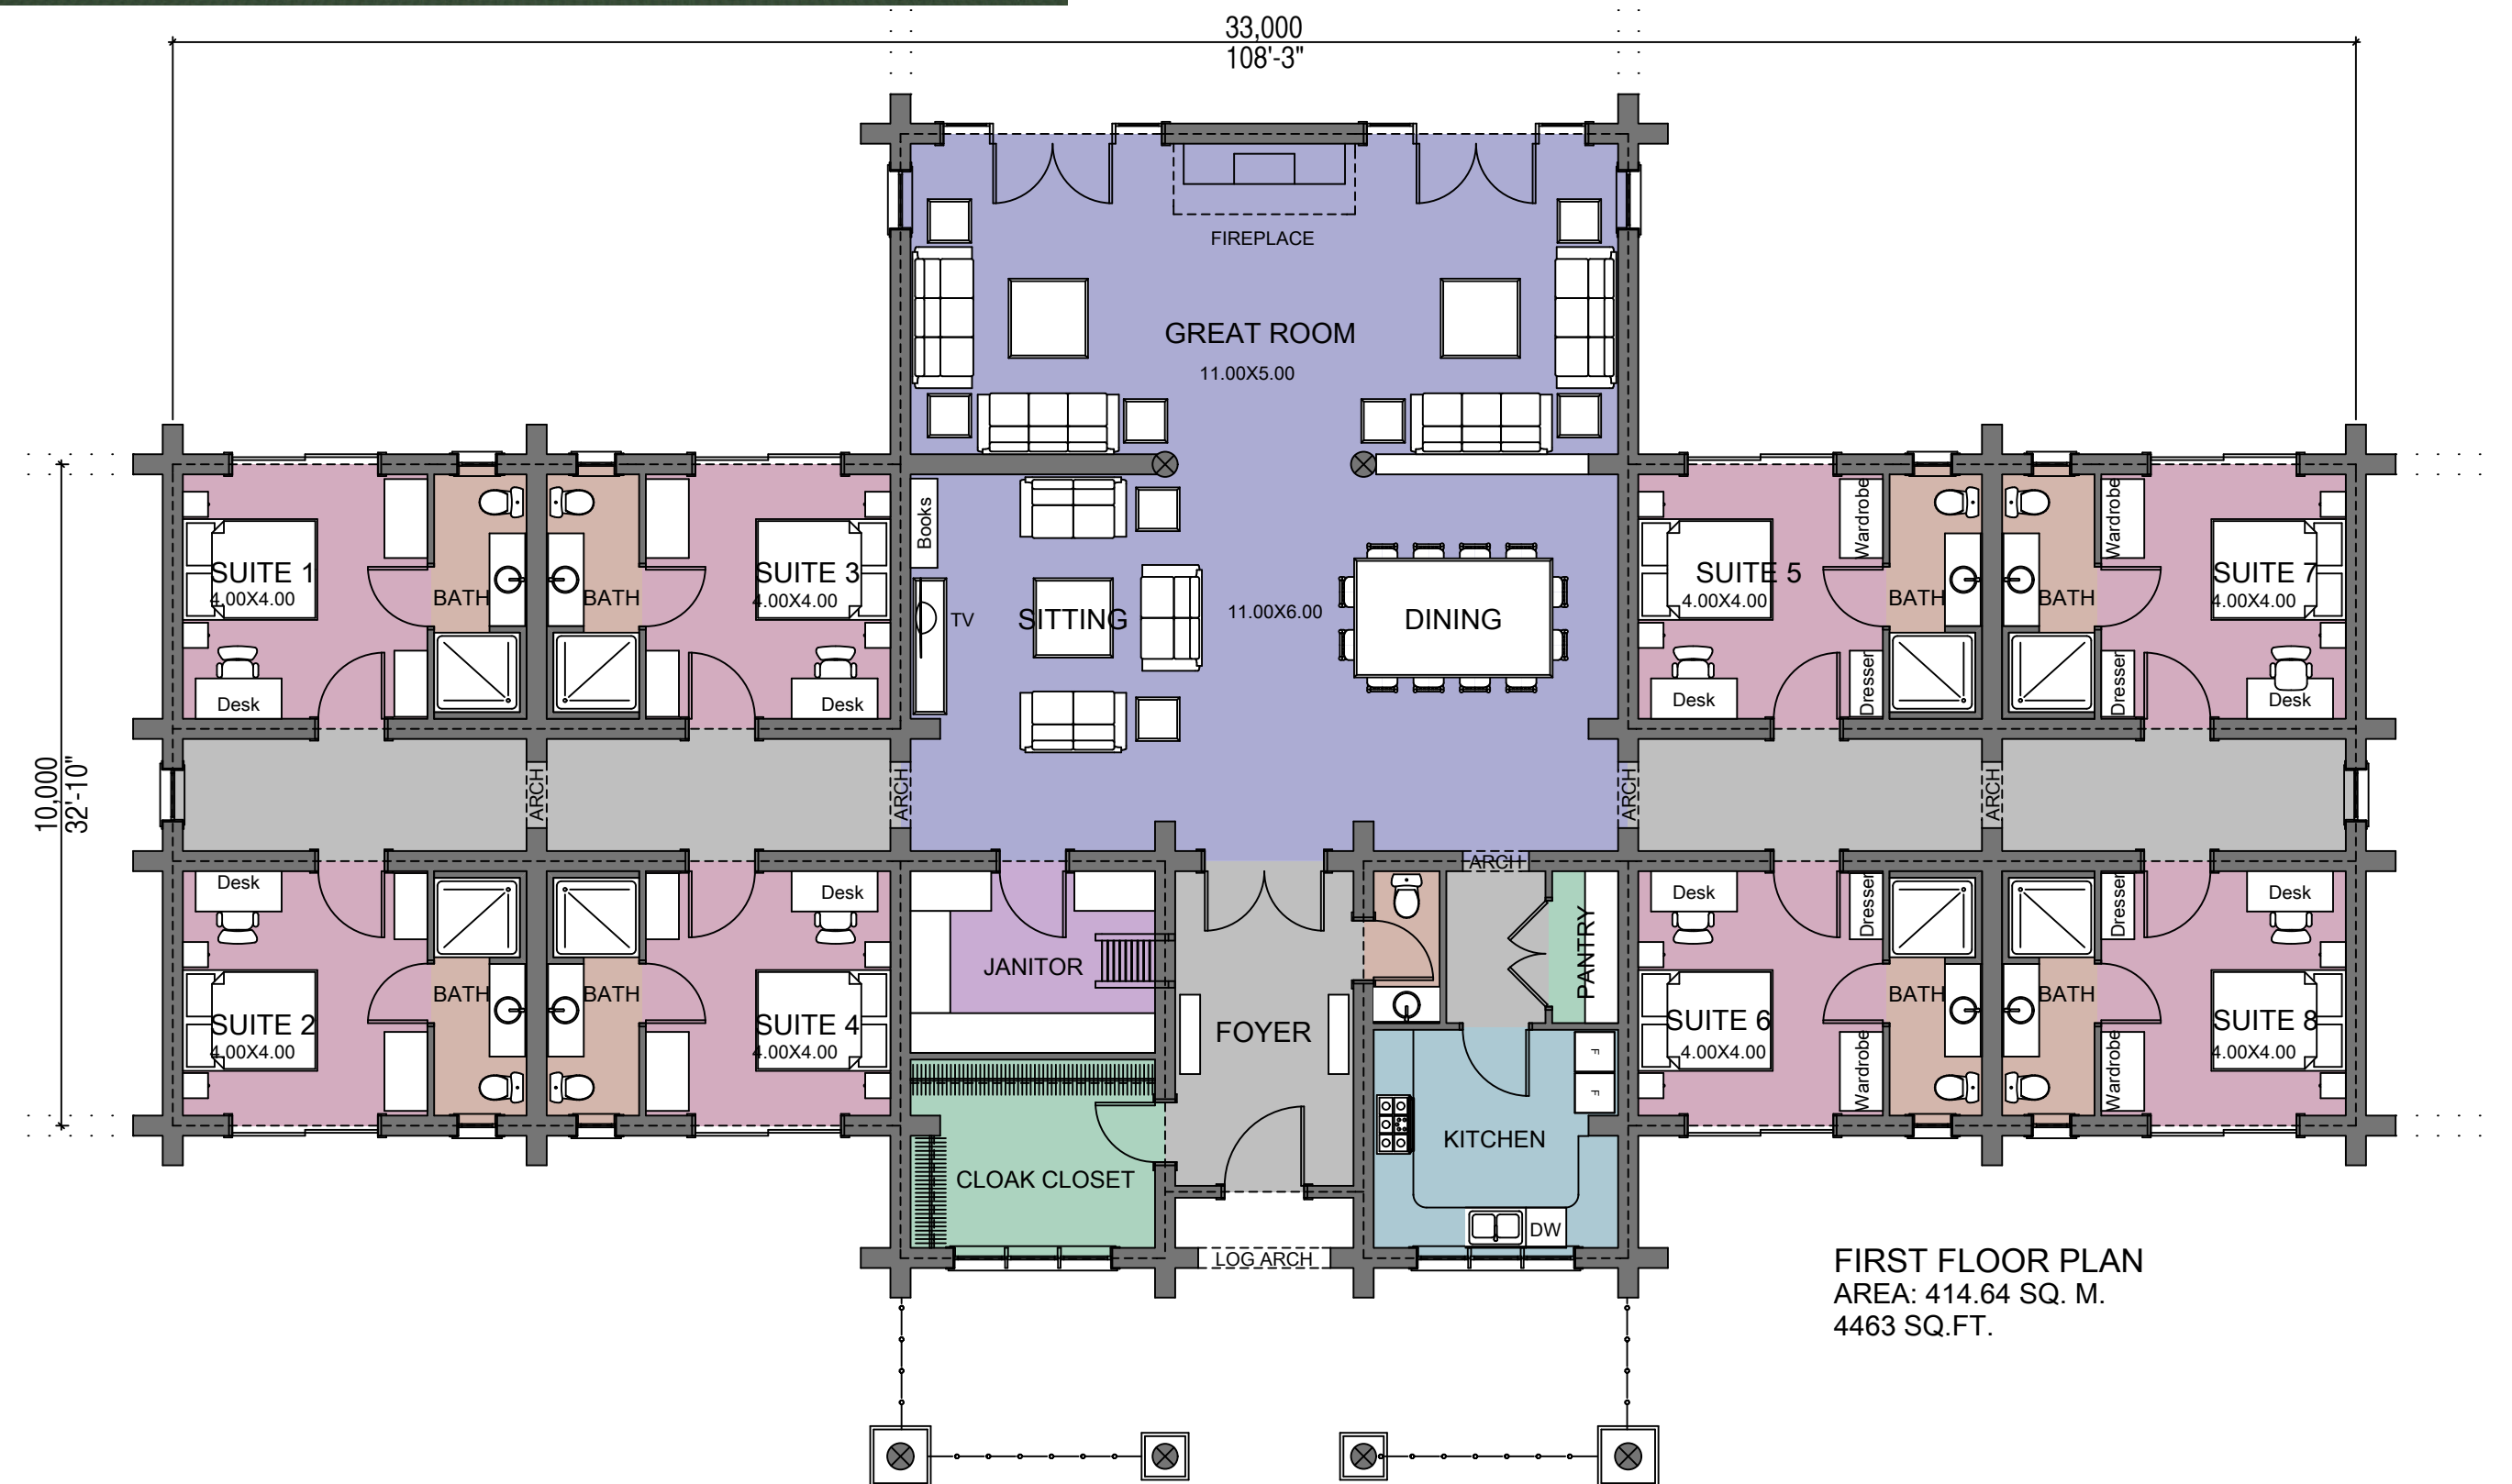 33,000
108'-3"
FIREPLACE
GREAT ROOM
11.00X5.00
Books
TV
SITTING
11.00X6.00
DINING
SUITE 1
4.00X4.00
BATH
Desk
SUITE 3
4.00X4.00
BATH
Desk
SUITE 5
4.00X4.00
Wardrobe
BATH
Dresser
Desk
SUITE 7
4.00X4.00
Wardrobe
BATH
Dresser
Desk
10,000
32'-10"
ARCH
ARCH
ARCH
ARCH
ARCH
Desk
SUITE 2
4.00X4.00
BATH
Desk
SUITE 4
4.00X4.00
BATH
JANITOR
CLOAK CLOSET
FOYER
LOG ARCH
PANTRY
F
F
KITCHEN
DW
Desk
Dresser
SUITE 6
4.00X4.00
BATH
Wardrobe
Desk
Dresser
SUITE 8
4.00X4.00
BATH
Wardrobe
FIRST FLOOR PLAN
AREA: 414.64 SQ. M.
4463 SQ.FT.